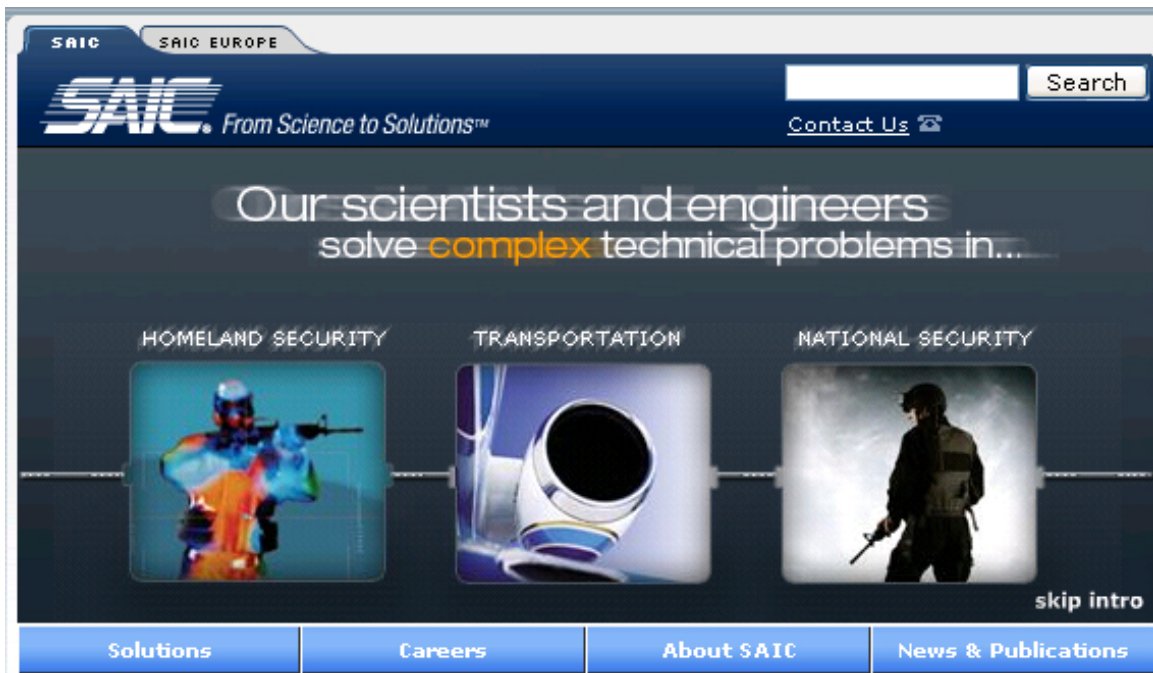 SAIC
SAIC EUROPE
SAIC. From Science to Solutions™
Search
Contact Us
Our scientists and engineers
solve complex technical problems in...
HOMELAND SECURITY
TRANSPORTATION
NATIONAL SECURITY
skip intro
Solutions
Careers
About SAIC
News & Publications